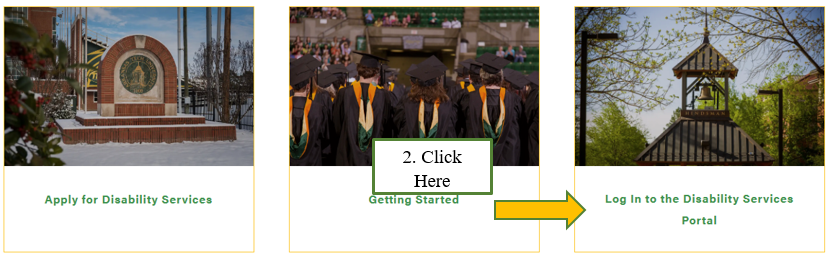 2. Click
Here
Apply for Disability Services
Getting Started
Log In to the Disability Services
Portal